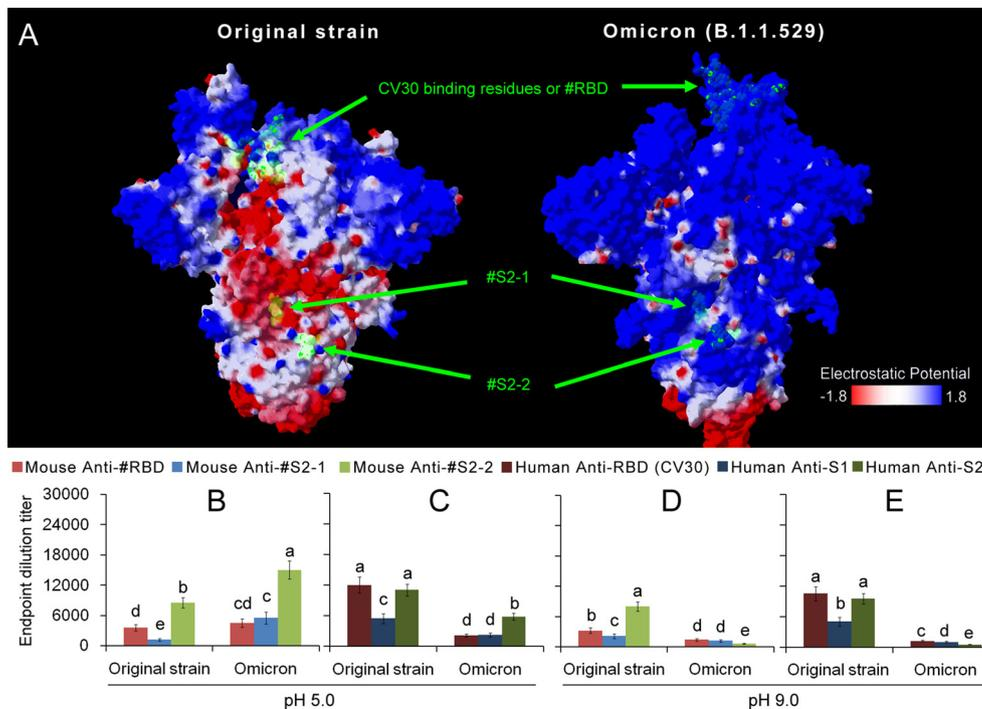 A
Original strain
Omicron (B.1.1.529)
CV30 binding residues or #RBD
#S2-1
#S2-2
Electrostatic Potential
-1.8 1.8
Mouse Anti-#RBD Mouse Anti-#S2-1 Mouse Anti-#S2-2 Human Anti-RBD (CV30) Human Anti-S1 Human Anti-S2
B C D E
Endpoint dilution titer
30000
24000
18000
12000
6000
0
d e b cd c a
a c a d d b
b c a d d e
a b a c d e
Original strain Omicron Original strain Omicron Original strain Omicron Original strain Omicron
pH 5.0 pH 9.0